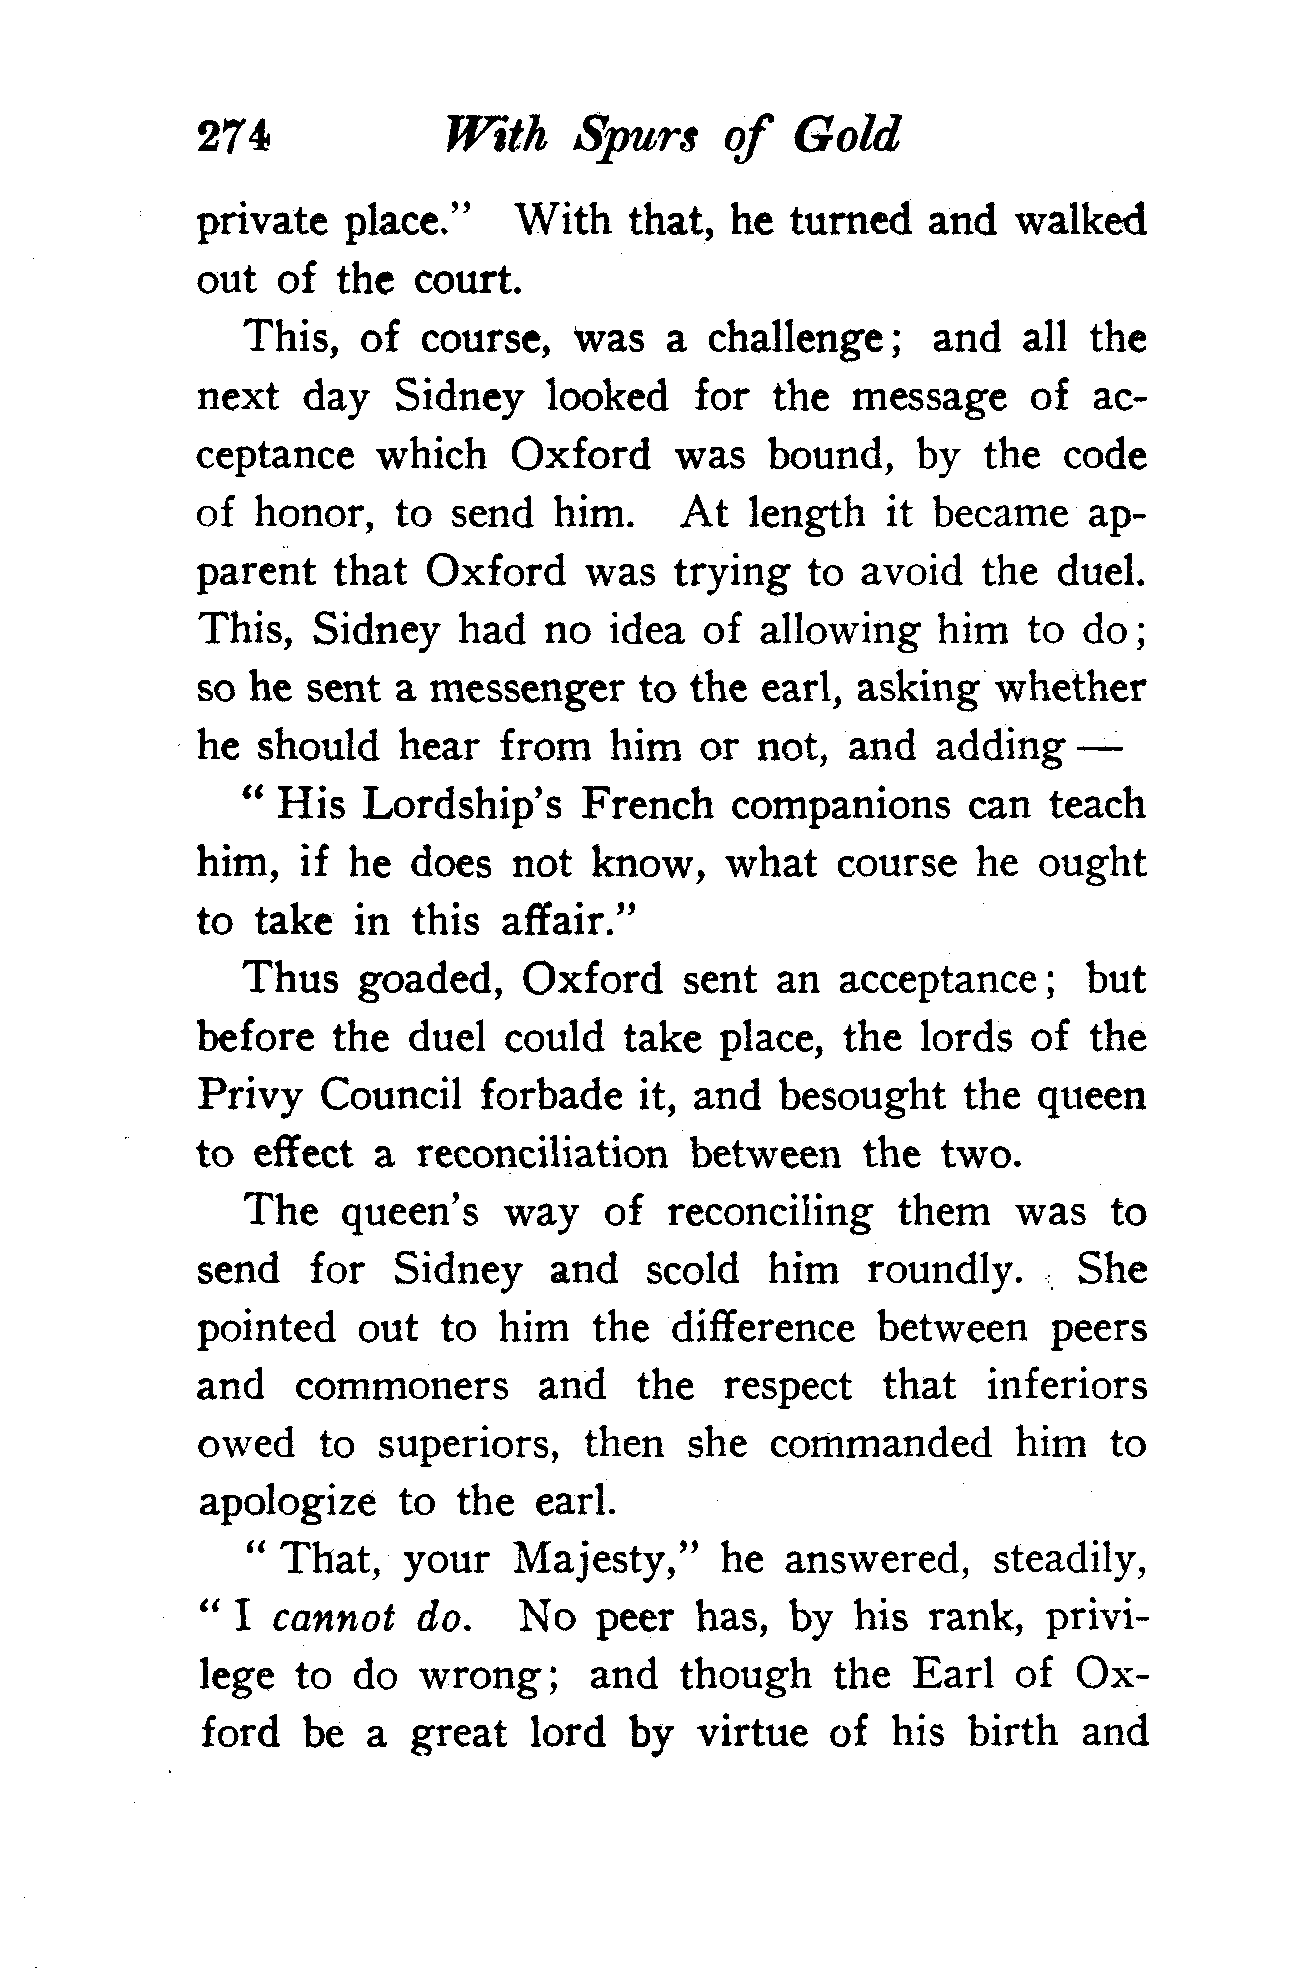 274 With Spurs of Gold
private place." With that, he turned and walked
out of the court.
This, of course, was a challenge; and all the
next day Sidney looked for the message of ac-
ceptance which Oxford was bound, by the code
of honor, to send him. At length it became ap-
parent that Oxford was trying to avoid the duel.
This, Sidney had no idea of allowing him to do;
so he sent a messenger to the earl, asking whether
he should hear from him or not, and adding —
" His Lordship's French companions can teach
him, if he does not know, what course he ought
to take in this affair."
Thus goaded, Oxford sent an acceptance; but
before the duel could take place, the lords of the
Privy Council forbade it, and besought the queen
to effect a reconciliation between the two.
The queen's way of reconciling them was to
send for Sidney and scold him roundly. She
pointed out to him the difference between peers
and commoners and the respect that inferiors
owed to superiors, then she commanded him to
apologize to the earl.
" That, your Majesty," he answered, steadily,
" I cannot do. No peer has, by his rank, privi-
lege to do wrong; and though the Earl of Ox-
ford be a great lord by virtue of his birth and